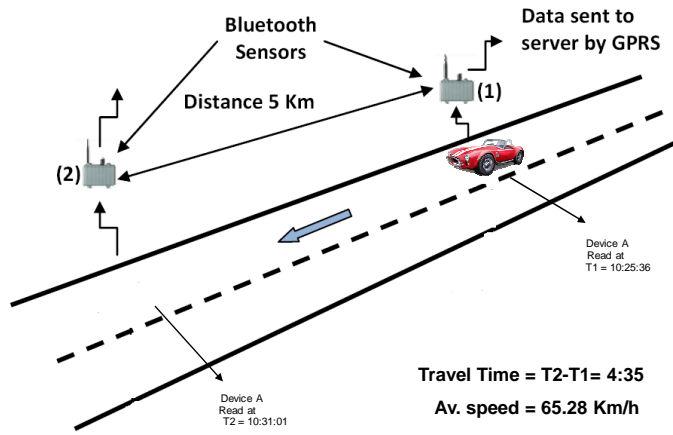 Bluetooth
Sensors
Data sent to
server by GPRS
(1)
Distance 5 Km
(2)
Device A
Read at
T1 = 10:25:36
Travel Time = T2-T1= 4:35
Av. speed = 65.28 Km/h
Device A
Read at
T2 = 10:31:01